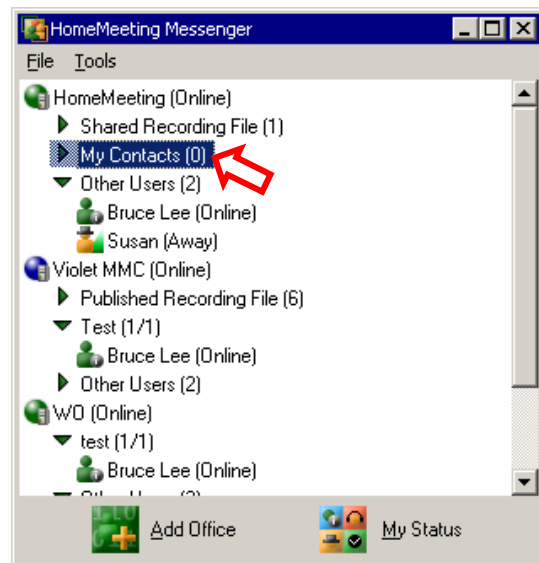 HomeMeeting Messenger
File Tools
HomeMeeting (Online)
Shared Recording File (1)
My Contacts (0)
Other Users (2)
Bruce Lee (Online)
Susan (Away)
Violet MMC (Online)
Published Recording File (6)
Test (1/1)
Bruce Lee (Online)
Other Users (2)
WO (Online)
test (1/1)
Bruce Lee (Online)
Add Office My Status